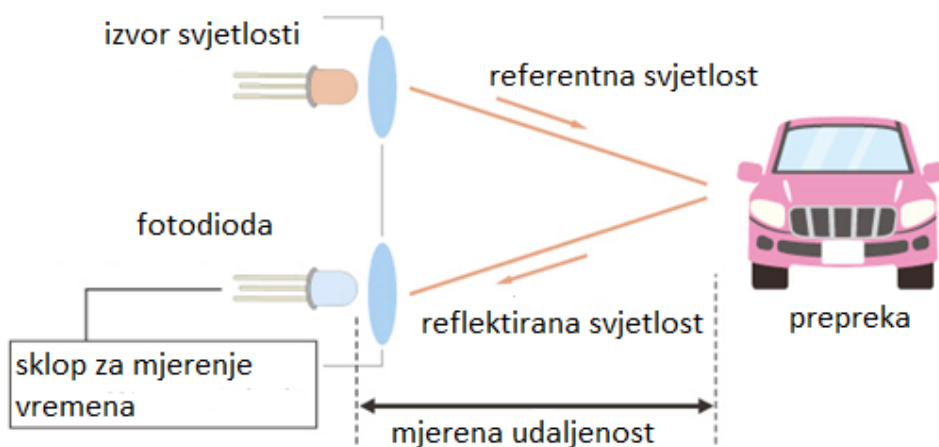 izvor svjetlosti
referentna svjetlost
fotodioda
reflektirana svjetlost
prepreka
sklop za mjerenje
vremena
mjerena udaljenost